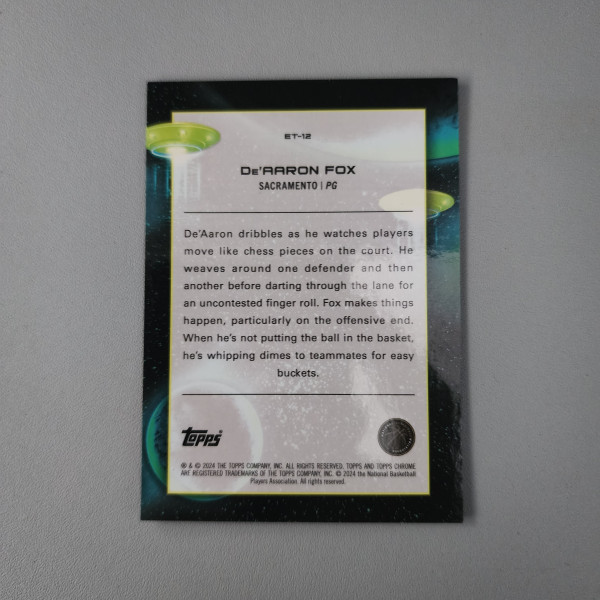 ET-12
De'AARON FOX
SACRAMENTO | PG
De'Aaron dribbles as he watches players
move like chess pieces on the court. He
weaves around one defender and then
another before darting through the lane for
an uncontested finger roll. Fox makes things
happen, particularly on the offensive end.
When he's not putting the ball in the basket,
he's whipping dimes to teammates for easy
buckets.
topps®
® & © 2024 THE TOPPS COMPANY, INC. ALL RIGHTS RESERVED. TOPPS AND TOPPS CHROME
ARE REGISTERED TRADEMARKS OF THE TOPPS COMPANY, INC. © 2024 the National Basketball
Players Association. All rights reserved.